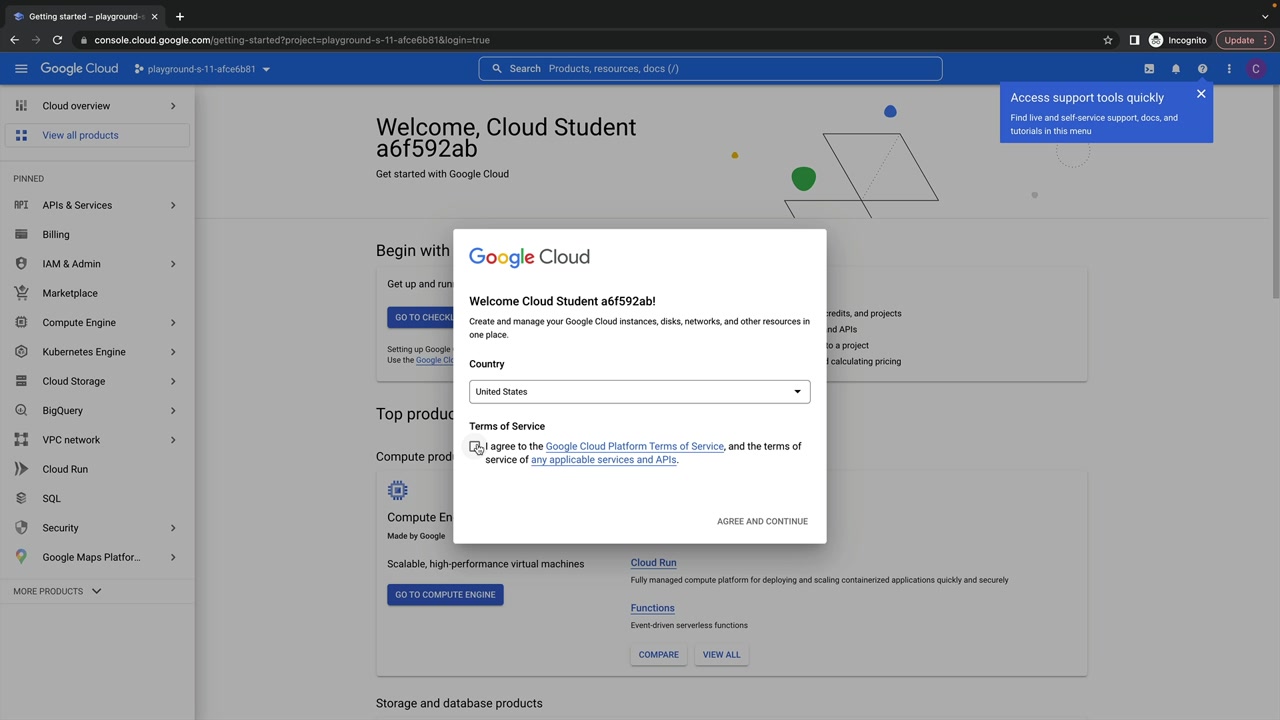 Getting started – playground-s
console.cloud.google.com/getting-started?project=playground-s-11-afce6b81&login=true
Incognito
Update
Google Cloud
playground-s-11-afce6b81
Search Products, resources, docs (/)
C
Access support tools quickly
Find live and self-service support, docs, and
tutorials in this menu
Cloud overview
View all products
PINNED
API APIs & Services
Billing
IAM & Admin
Marketplace
Compute Engine
Kubernetes Engine
Cloud Storage
BigQuery
VPC network
Cloud Run
SQL
Security
Google Maps Platfor...
MORE PRODUCTS
Welcome, Cloud Student
a6f592ab
Get started with Google Cloud
Begin with
Get up and run
GO TO CHECKL
Setting up Google
Use the Google Clo
redits, and projects
nd APIs
to a project
calculating pricing
Google Cloud
Welcome Cloud Student a6f592ab!
Create and manage your Google Cloud instances, disks, networks, and other resources in
one place.
Country
United States
Terms of Service
I agree to the Google Cloud Platform Terms of Service, and the terms of
service of any applicable services and APIs.
AGREE AND CONTINUE
Top produc
Compute prod
Compute En
Made by Google
Scalable, high-performance virtual machines
GO TO COMPUTE ENGINE
Cloud Run
Fully managed compute platform for deploying and scaling containerized applications quickly and securely
Functions
Event-driven serverless functions
COMPARE
VIEW ALL
Storage and database products